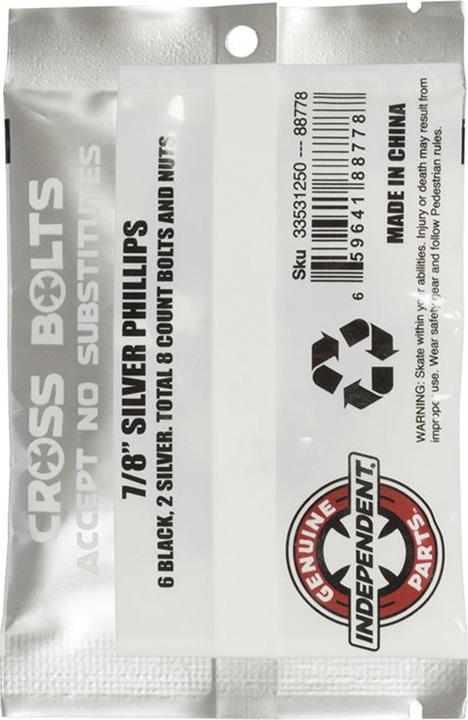 CROSS BOLTS
ACCEPT NO SUBSTITUTES
7/8" SILVER PHILLIPS
6 BLACK, 2 SILVER. TOTAL 8 COUNT BOLTS AND NUTS
Sku 33531250 --- 88778
6 59641 88778
MADE IN CHINA
WARNING: Skate within your abilities. Injury or death may result from
improper use. Wear safety gear and follow Pedestrian rules.
GENUINE
INDEPENDENT.
PARTS™